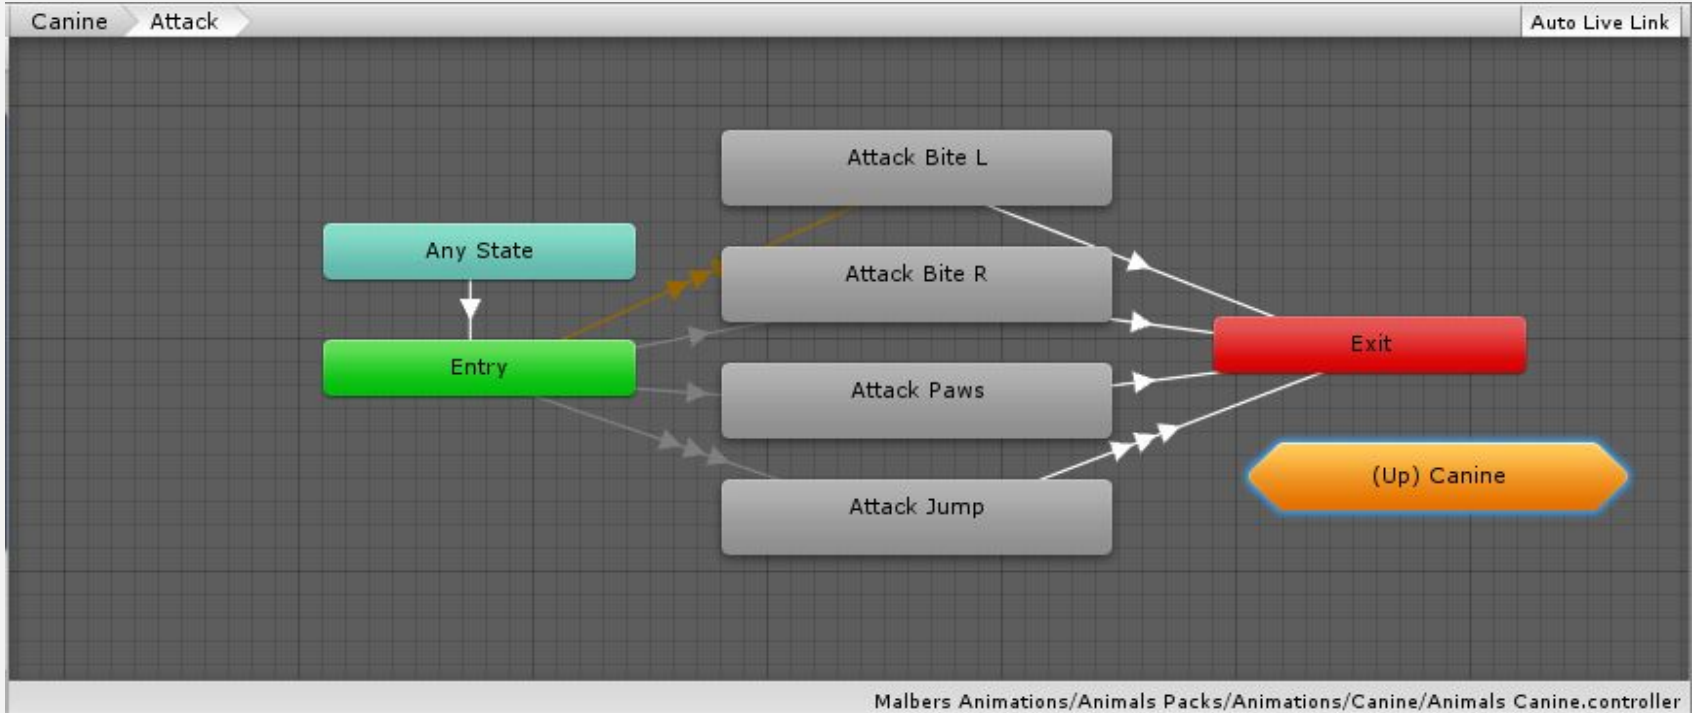 Canine Attack Auto Live Link
Attack Bite L
Any State
Attack Bite R
Exit
Entry
Attack Paws
(Up) Canine
Attack Jump
Malbers Animations/Animals Packs/Animations/Canine/Animals Canine.controller